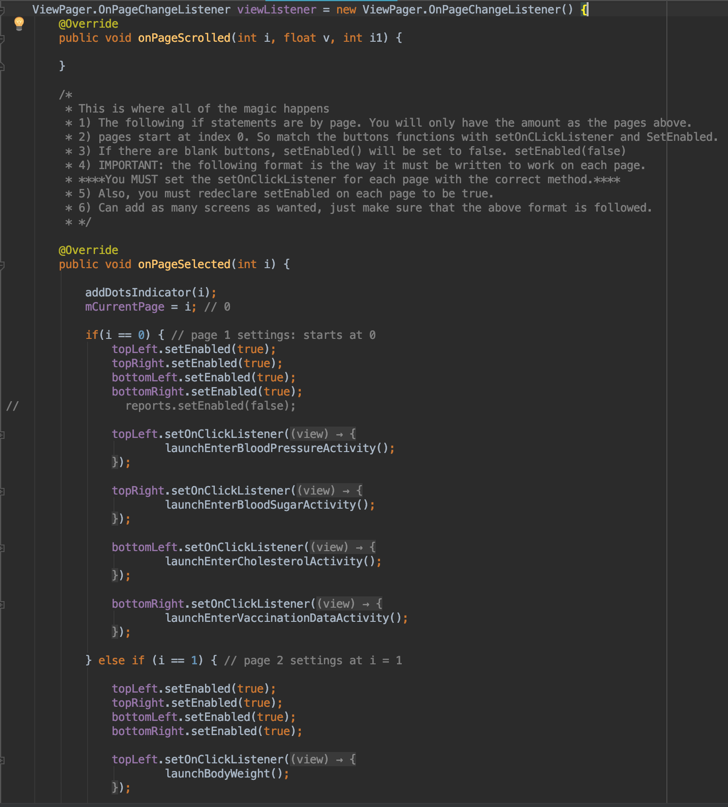 ViewPager.OnPageChangeListener viewListener = new ViewPager.OnPageChangeListener() {
@Override
public void onPageScrolled(int i, float v, int i1) {
}
/*
* This is where all of the magic happens
* 1) The following if statements are by page. You will only have the amount as the pages above.
* 2) pages start at index 0. So match the buttons functions with setOnCLickListener and SetEnabled.
* 3) If there are blank buttons, setEnabled() will be set to false. setEnabled(false)
* 4) IMPORTANT: the following format is the way it must be written to work on each page.
* ****You MUST set the setOnClickListener for each page with the correct method.****
* 5) Also, you must redeclare setEnabled on each page to be true.
* 6) Can add as many screens as wanted, just make sure that the above format is followed.
* */
@Override
public void onPageSelected(int i) {
addDotsIndicator(i);
mCurrentPage = i; // 0
if(i == 0) { // page 1 settings: starts at 0
topLeft.setEnabled(true);
topRight.setEnabled(true);
bottomLeft.setEnabled(true);
bottomRight.setEnabled(true);
// reports.setEnabled(false);
topLeft.setOnClickListener((view) → {
launchEnterBloodPressureActivity();
});
topRight.setOnClickListener((view) → {
launchEnterBloodSugarActivity();
});
bottomLeft.setOnClickListener((view) → {
launchEnterCholesterolActivity();
});
bottomRight.setOnClickListener((view) → {
launchEnterVaccinationDataActivity();
});
} else if (i == 1) { // page 2 settings at i = 1
topLeft.setEnabled(true);
topRight.setEnabled(true);
bottomLeft.setEnabled(true);
bottomRight.setEnabled(true);
topLeft.setOnClickListener((view) → {
launchBodyWeight();
});